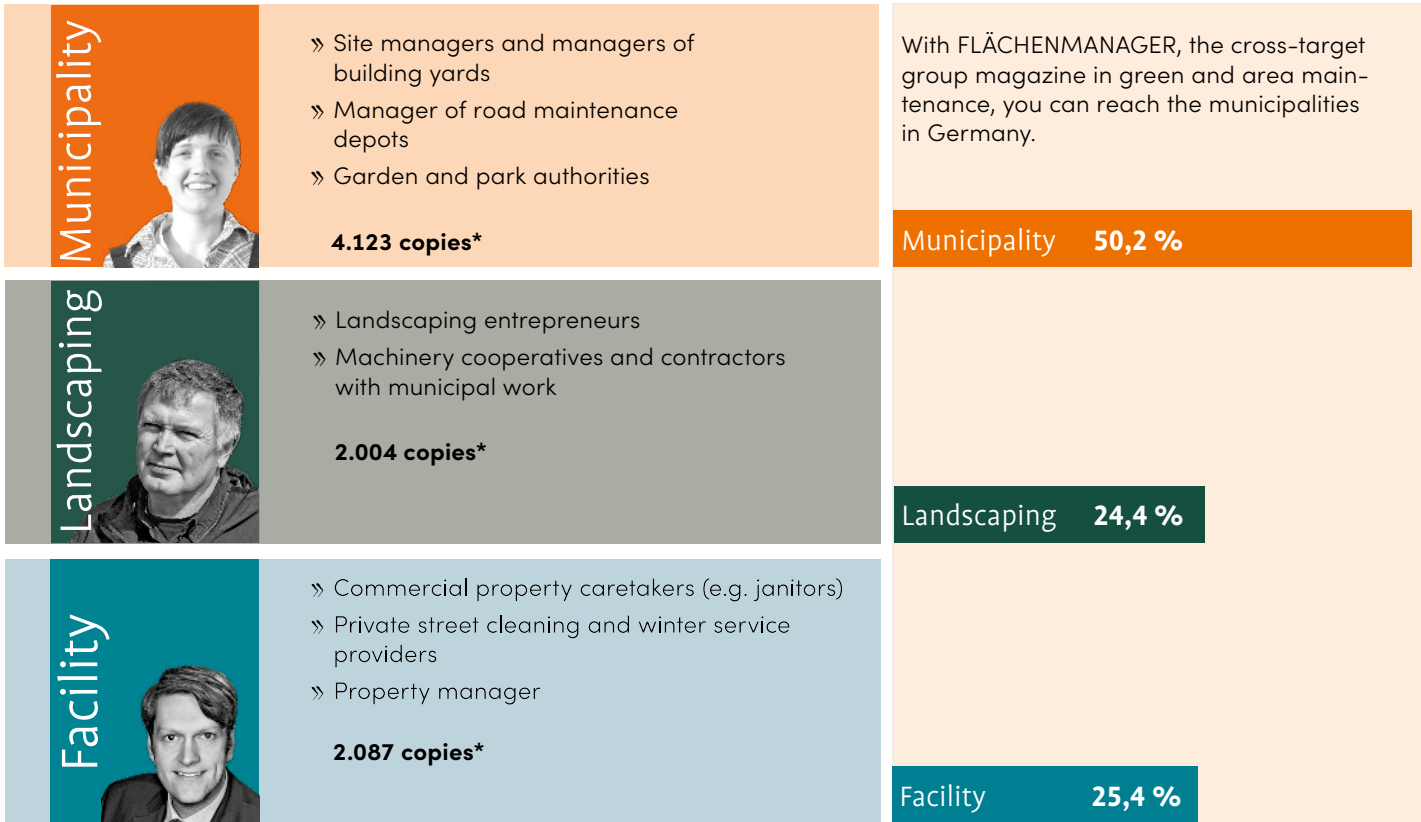 Municipality
» Site managers and managers of
building yards
» Manager of road maintenance
depots
» Garden and park authorities
4.123 copies*
Landscaping
» Landscaping entrepreneurs
» Machinery cooperatives and contractors
with municipal work
2.004 copies*
Facility
» Commercial property caretakers (e.g. janitors)
» Private street cleaning and winter service
providers
» Property manager
2.087 copies*
With FLÄCHENMANAGER, the cross-target
group magazine in green and area main-
tenance, you can reach the municipalities
in Germany.
Municipality 50,2 %
Landscaping 24,4 %
Facility 25,4 %